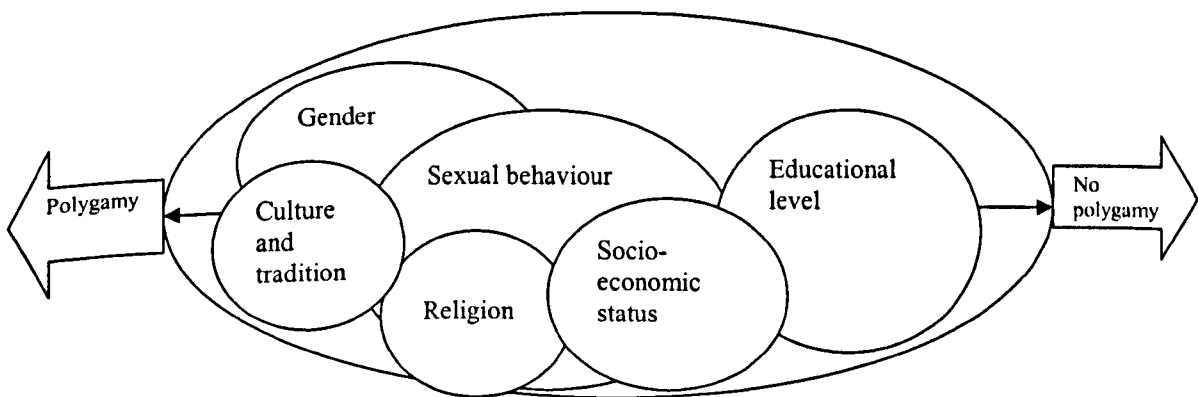 Gender
Polygamy
Culture
and
tradition
Sexual behaviour
Religion
Socio-
economic
status
Educational
level
No
polygamy